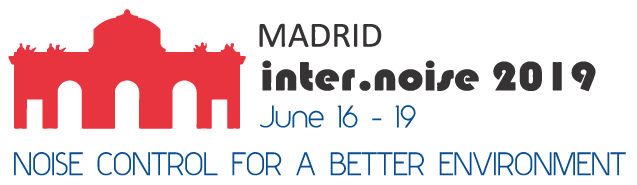 MADRID
inter.noise 2019
June 16 - 19
NOISE CONTROL FOR A BETTER ENVIRONMENT